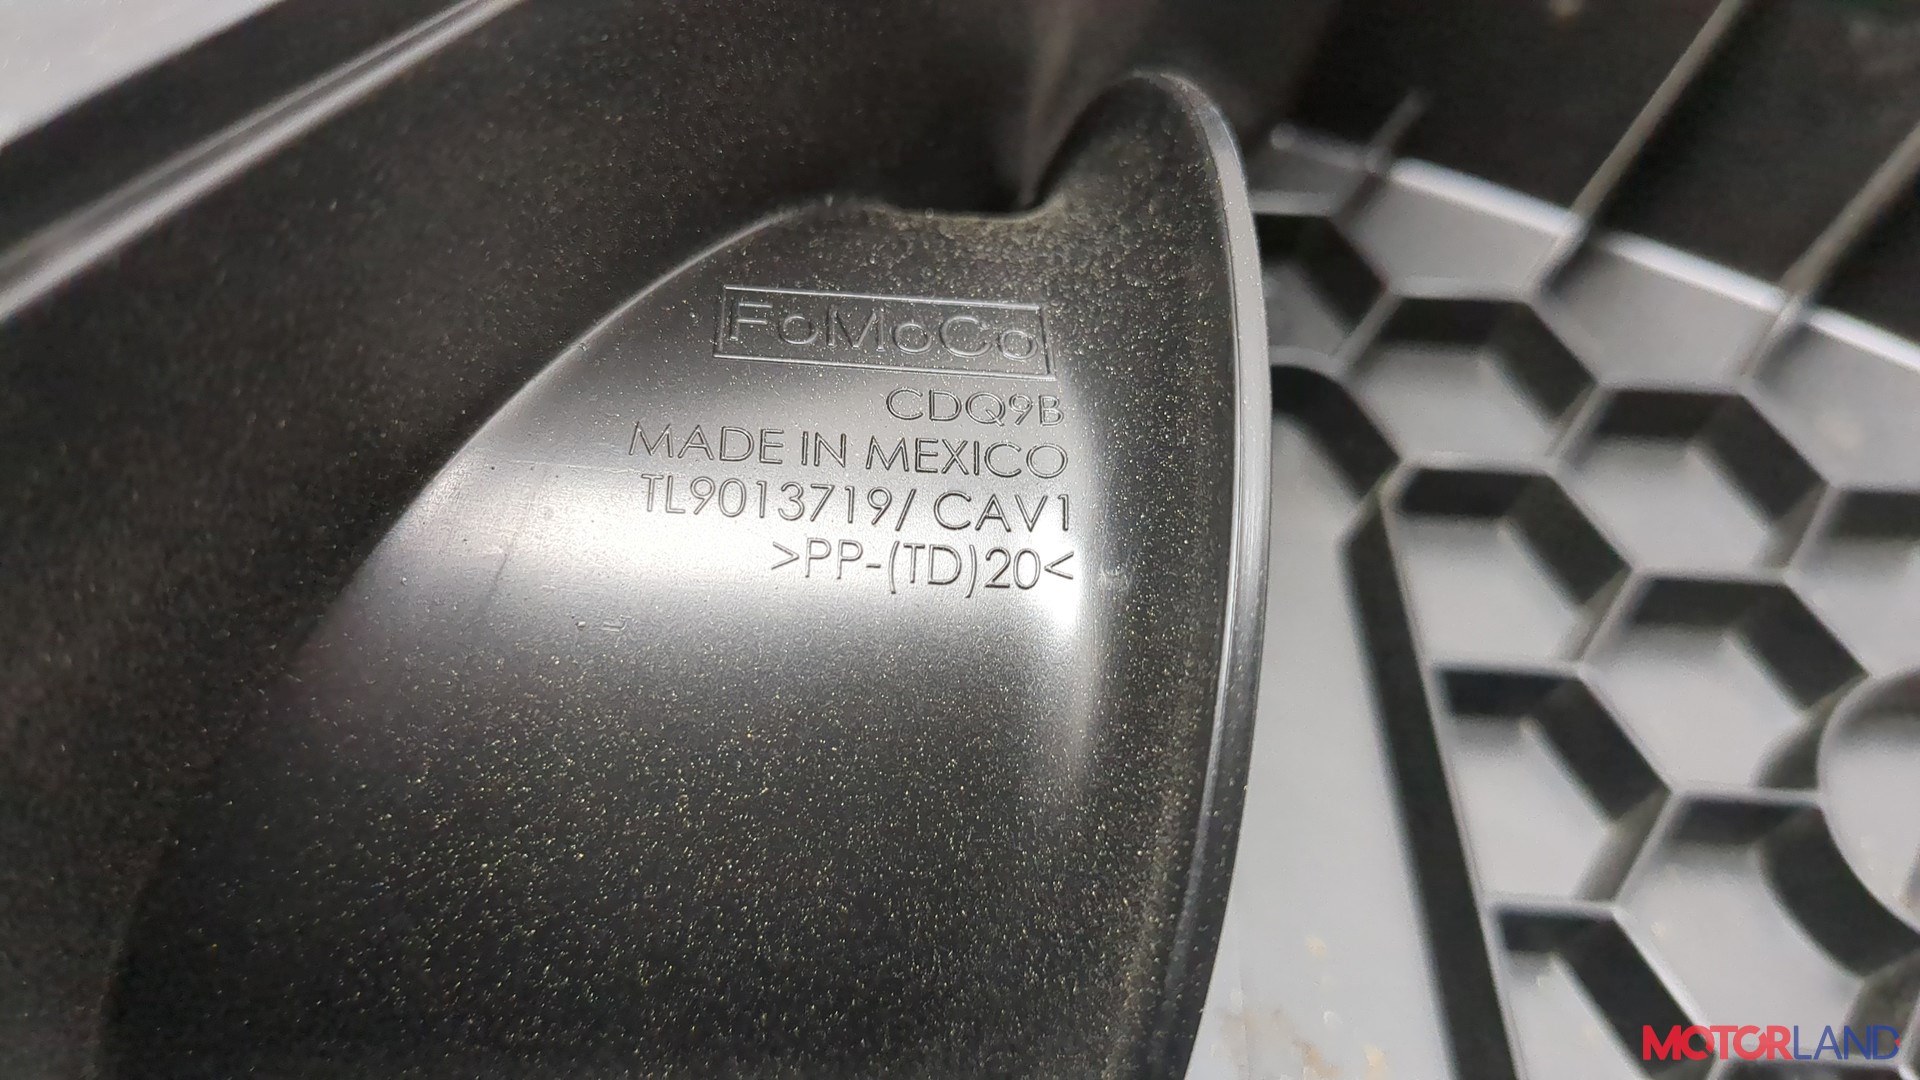 FoMoCo
CDQ9B
MADE IN MEXICO
TL9013719/ CAV1
>PP-(TD)20<
MOTORLAND